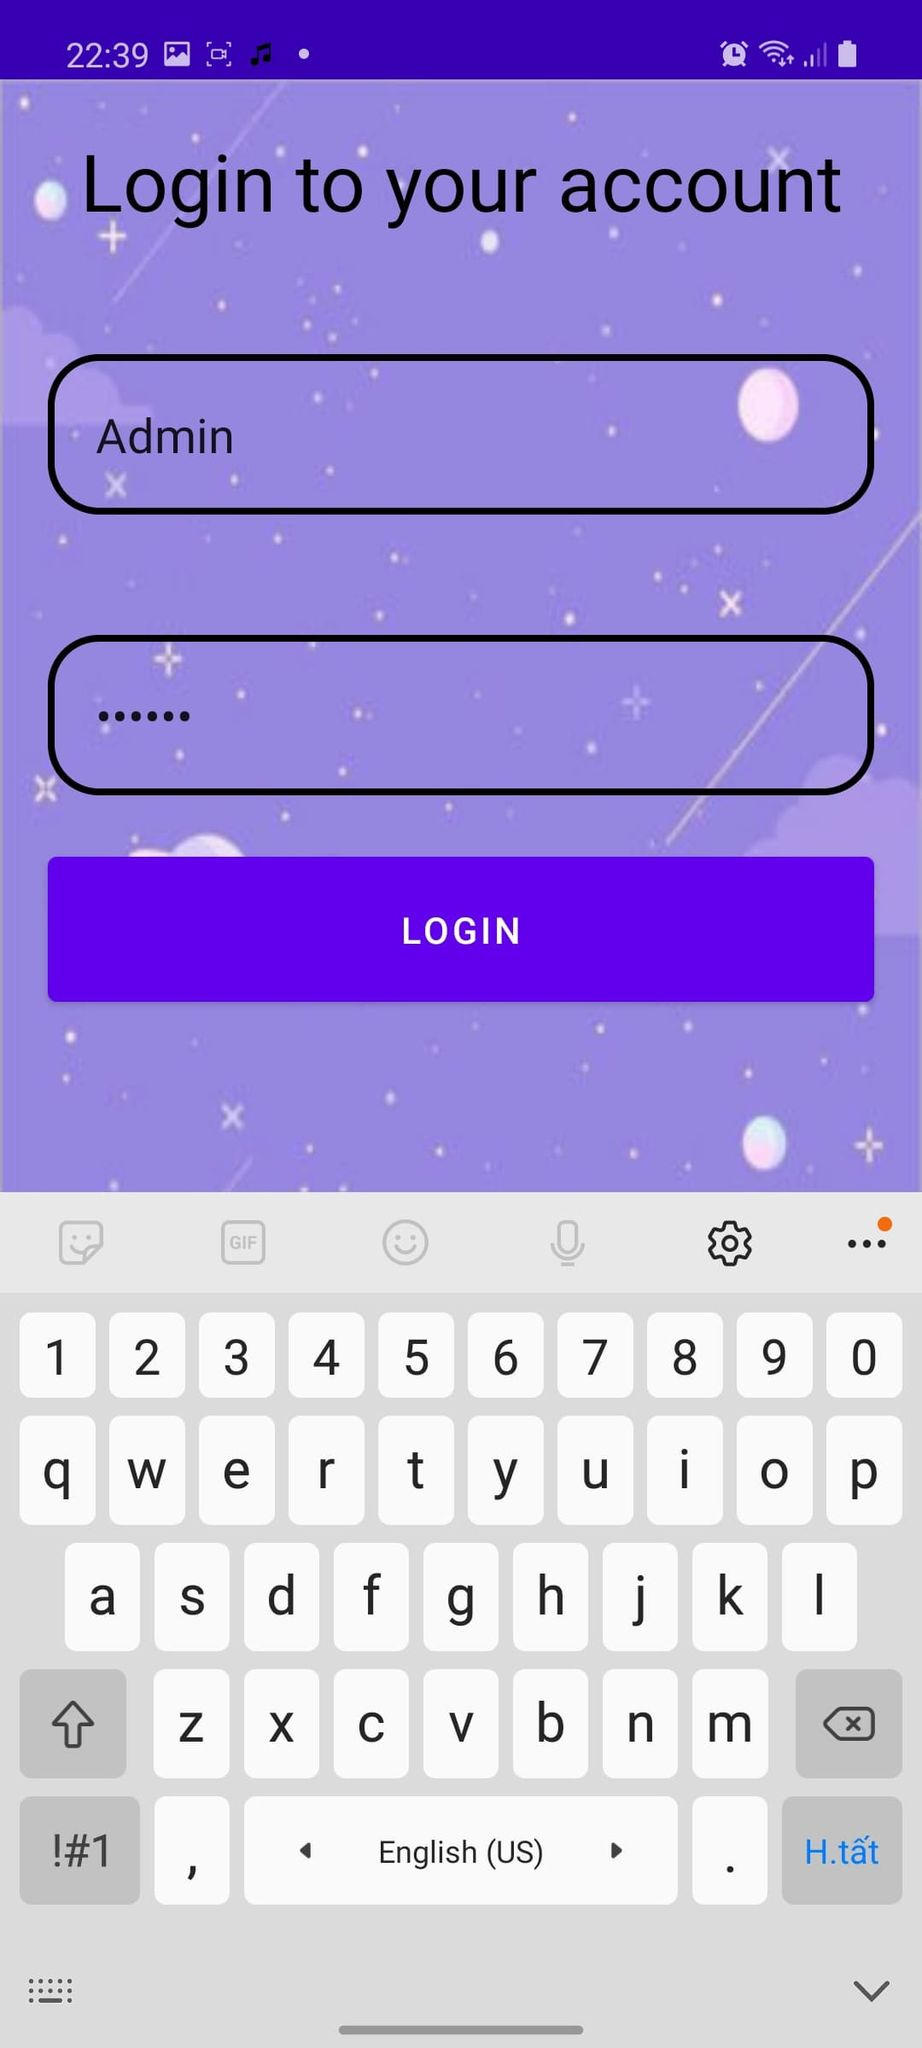 22:39
Login to your account
Admin
••••••
LOGIN
GIF
1 2 3 4 5 6 7 8 9 0
q w e r t y u i o p
a s d f g h j k l
z x c v b n m
!#1 , English (US) . H.tất